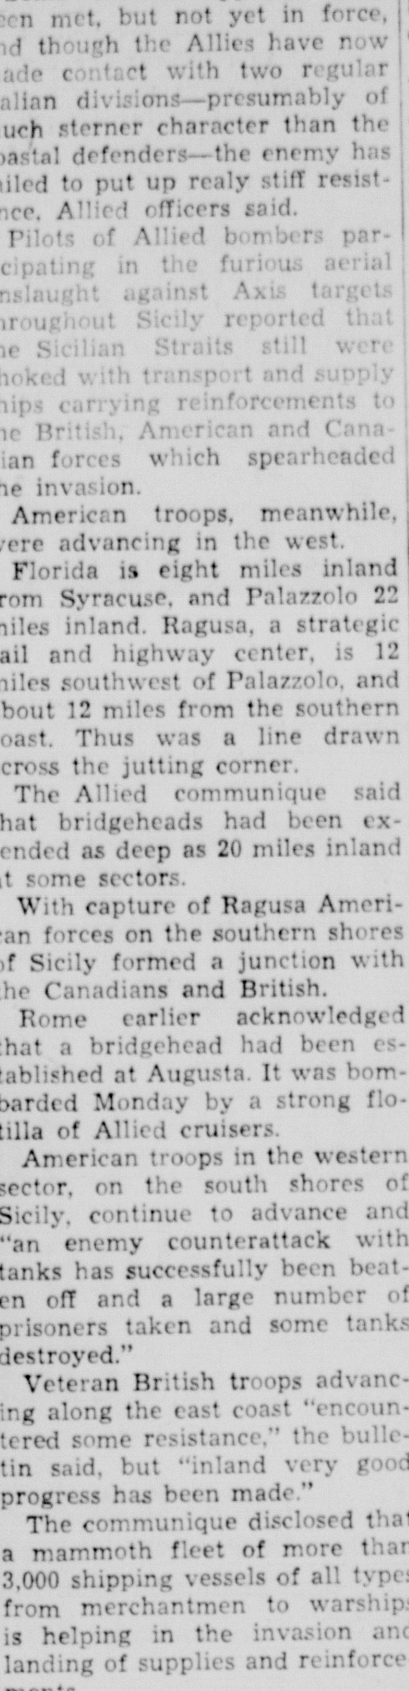 een met, but not yet in force,
nd though the Allies have now
ade contact with two regular
alian divisions—presumably of
uch sterner character than the
oastal defenders—the enemy has
ailed to put up realy stiff resist-
nce, Allied officers said.
Pilots of Allied bombers par-
cipating in the furious aerial
nslaught against Axis targets
hroughout Sicily reported that
he Sicilian Straits still were
hoked with transport and supply
hips carrying reinforcements to
he British, American and Cana-
ian forces which spearheaded
he invasion.
American troops, meanwhile,
vere advancing in the west.
Florida is eight miles inland
rom Syracuse, and Palazzolo 22
niles inland. Ragusa, a strategic
ail and highway center, is 12
niles southwest of Palazzolo, and
bout 12 miles from the southern
oast. Thus was a line drawn
cross the jutting corner.
The Allied communique said
hat bridgeheads had been ex-
ended as deep as 20 miles inland
t some sectors.
With capture of Ragusa Ameri-
can forces on the southern shores
of Sicily formed a junction with
the Canadians and British.
Rome earlier acknowledged
that a bridgehead had been es-
tablished at Augusta. It was bom-
barded Monday by a strong flo-
tilla of Allied cruisers.
American troops in the western
sector, on the south shores of
Sicily, continue to advance and
"an enemy counterattack with
tanks has successfully been beat-
en off and a large number of
prisoners taken and some tanks
destroyed."
Veteran British troops advanc-
ing along the east coast "encoun-
tered some resistance," the bulle-
tin said, but "inland very good
progress has been made."
The communique disclosed that
a mammoth fleet of more than
3,000 shipping vessels of all types
from merchantmen to warships
is helping in the invasion and
landing of supplies and reinforce